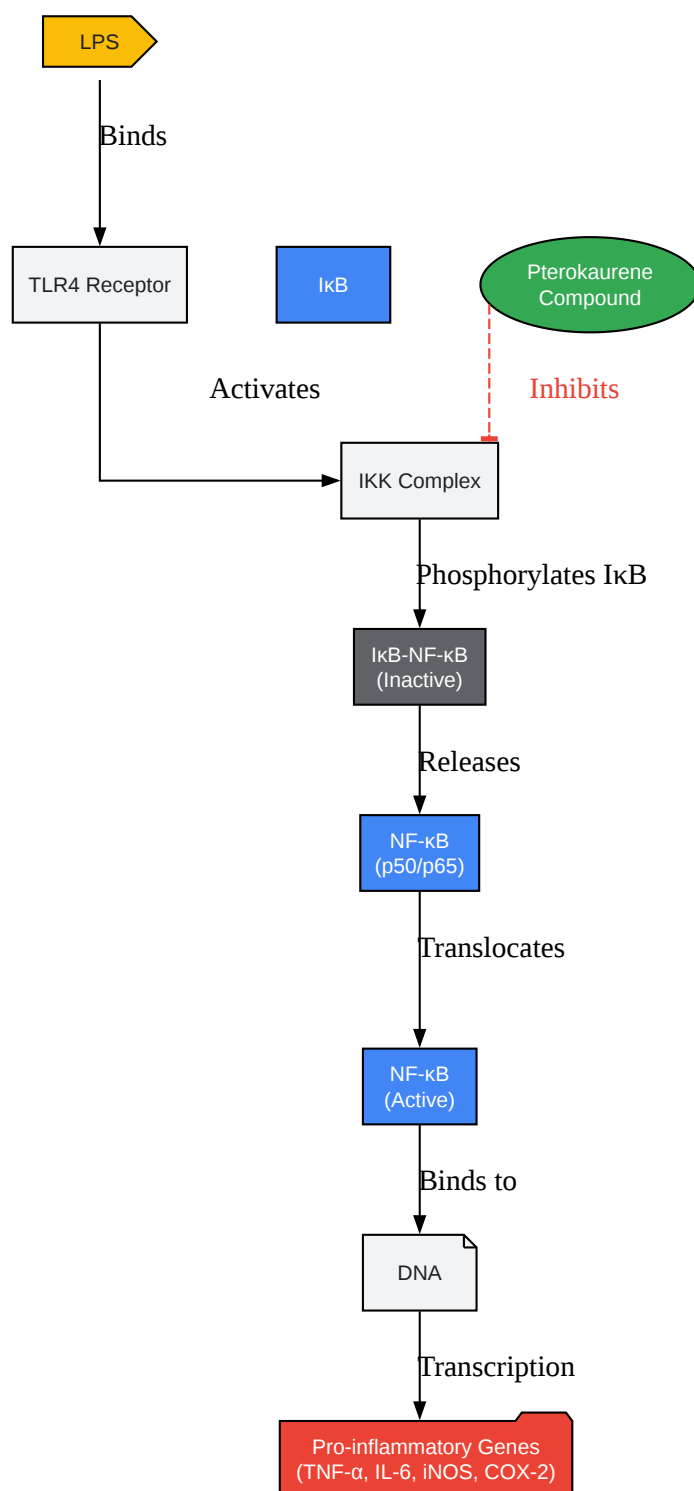 LPS
Binds
TLR4 Receptor
IκB
Pterokaurene
Compound
Activates
Inhibits
IKK Complex
Phosphorylates IκB
IκB-NF-κB
(Inactive)
Releases
NF-κB
(p50/p65)
Translocates
NF-κB
(Active)
Binds to
DNA
Transcription
Pro-inflammatory Genes
(TNF-α, IL-6, iNOS, COX-2)